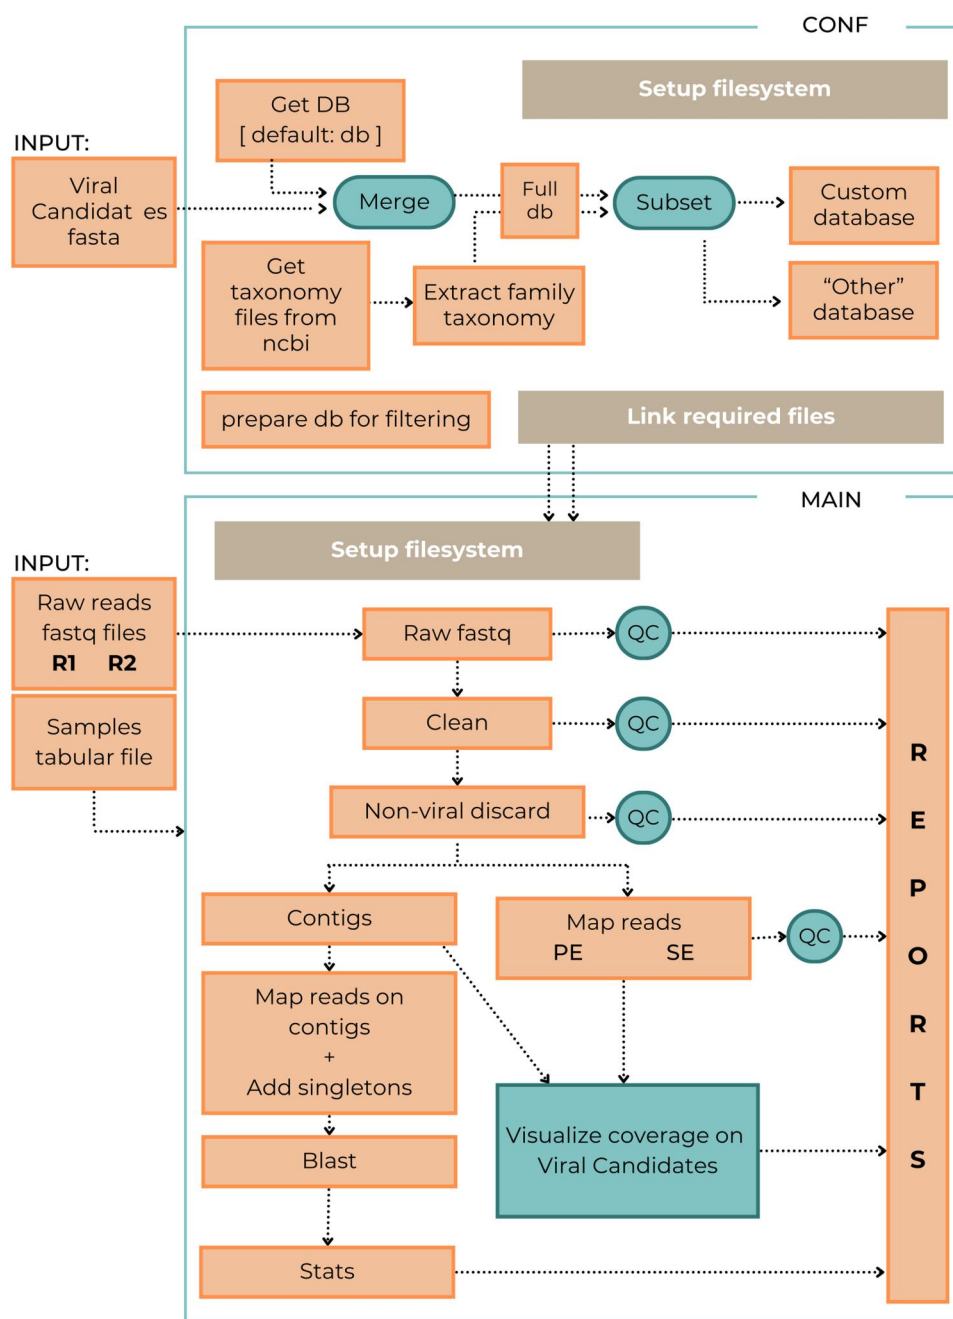 CONF
Setup filesystem
Get DB
[ default: db ]
INPUT:
Viral
Candidat es
fasta
Merge
Full
db
Subset
Custom
database
Get
taxonomy
files from
ncbi
Extract family
taxonomy
“Other”
database
prepare db for filtering
Link required files
MAIN
Setup filesystem
INPUT:
Raw reads
fastq files
R1 R2
Raw fastq
QC
Samples
tabular file
Clean
QC
Non-viral discard
QC
Contigs
Map reads
PE SE
QC
Map reads on
contigs
+
Add singletons
Visualize coverage on
Viral Candidates
Blast
Stats
R
E
P
O
R
T
S